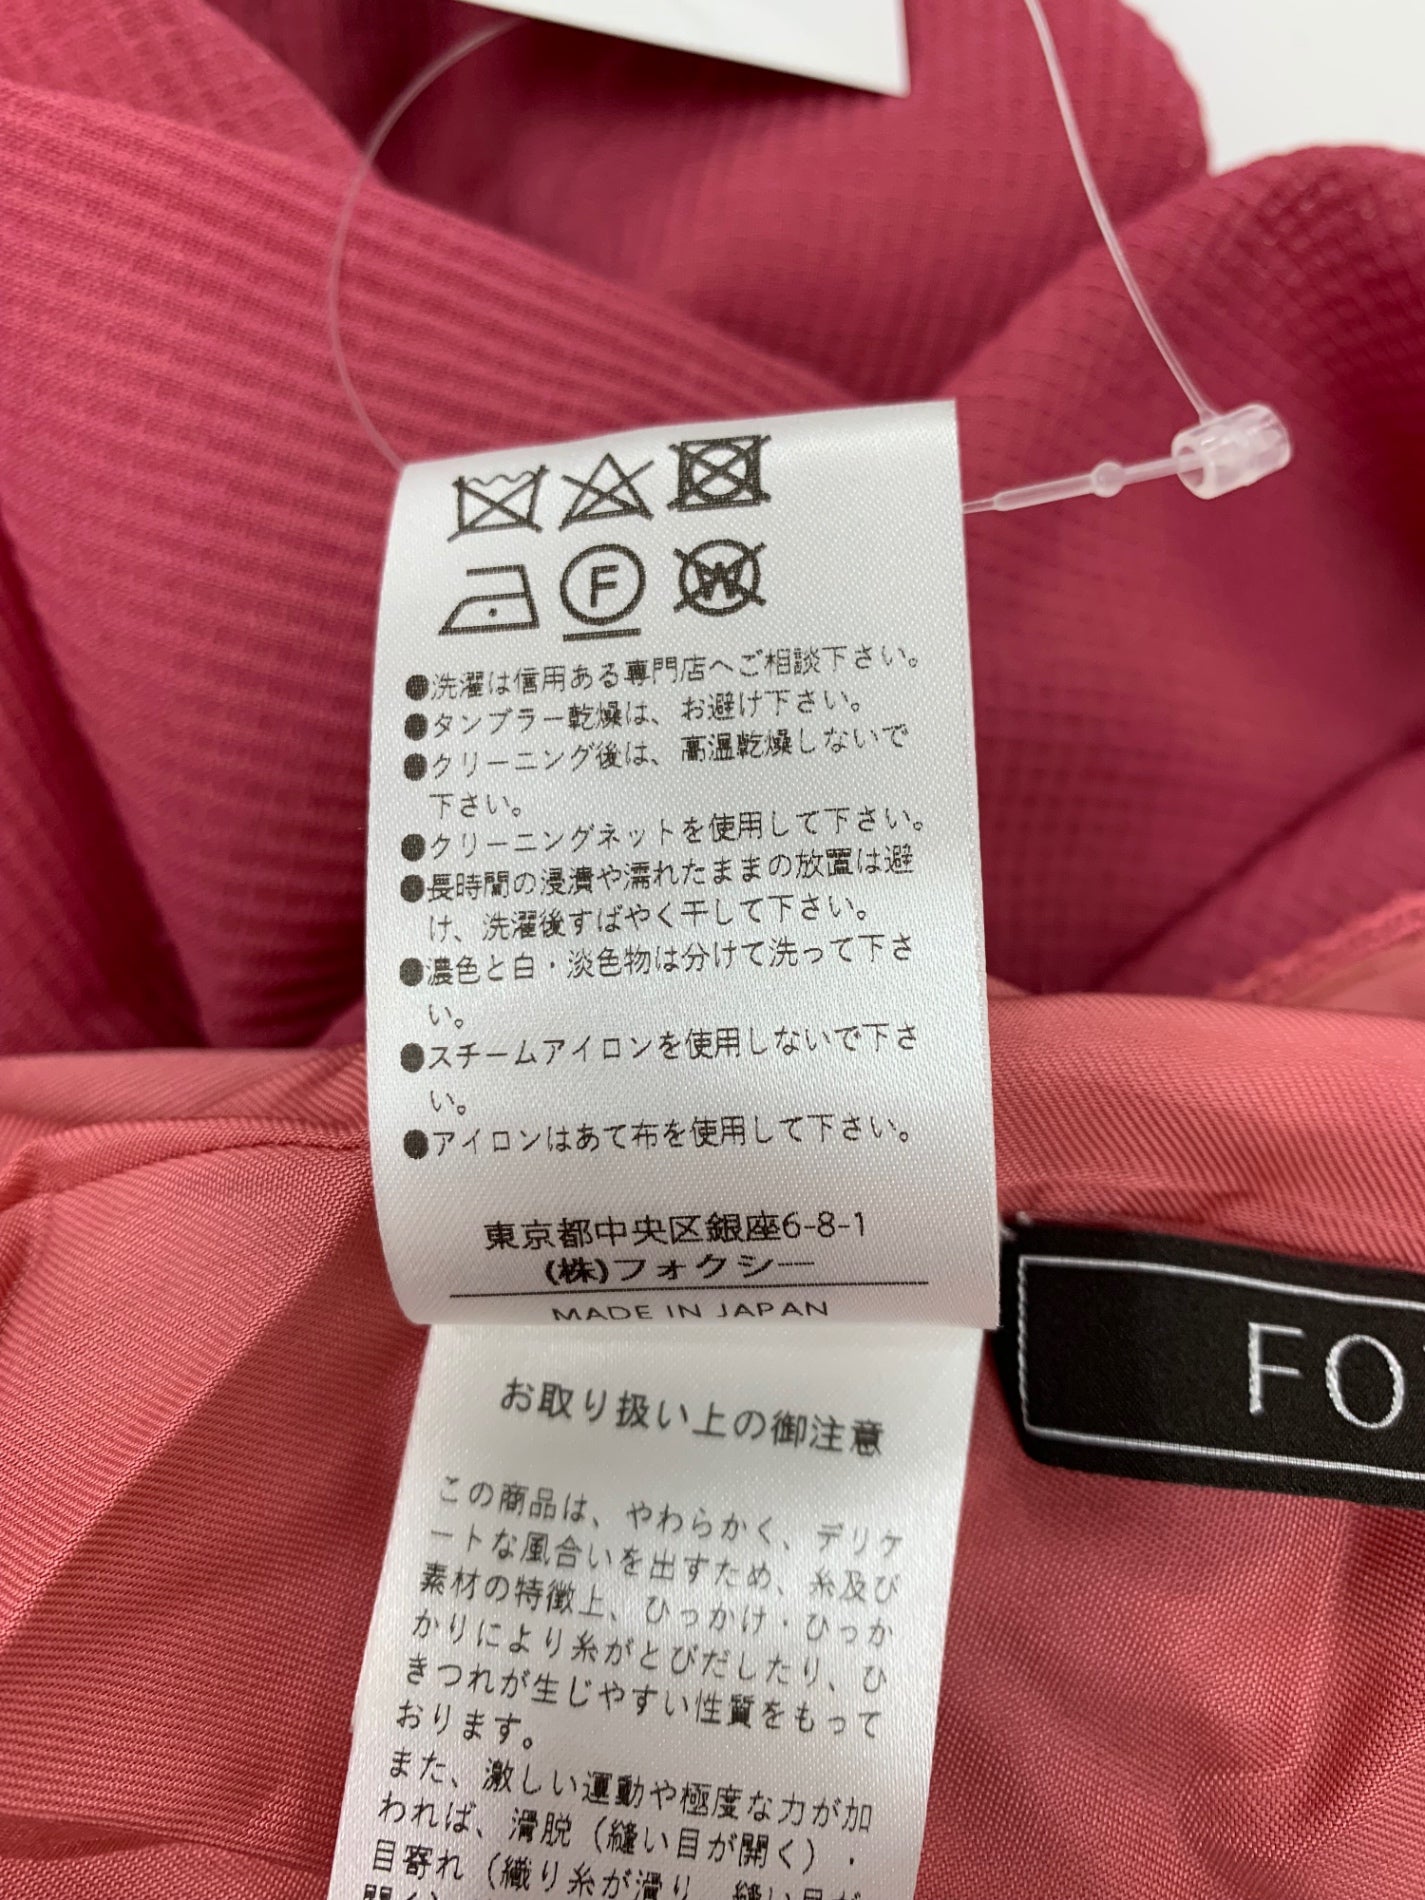 F
W
●洗濯は信用ある専門店へご相談下さい。
●タンブラー乾燥は、お避け下さい。
●クリーニング後は、高温乾燥しないで
下さい。
●クリーニングネットを使用して下さい。
●長時間の浸漬や濡れたままの放置は避
け、洗濯後すばやく干して下さい。
●濃色と白・淡色物は分けて洗って下さ
い。
●スチームアイロンを使用しないで下さ
い。
●アイロンはあて布を使用して下さい。
東京都中央区銀座6-8-1
(株)フォクシー
MADE IN JAPAN
FO
お取り扱い上の御注意
この商品は、やわらかく、デリケ
ートな風合いを出すため、糸及び
素材の特徴上、ひっかけ・ひっか
かりにより糸がとびだしたり、ひ
きつれが生じやすい性質をもって
おります。
また、激しい運動や極度な力が加
われば、滑脱（縫い目が開く）・
目寄れ（織り糸が滑り、縫い目が
開く）